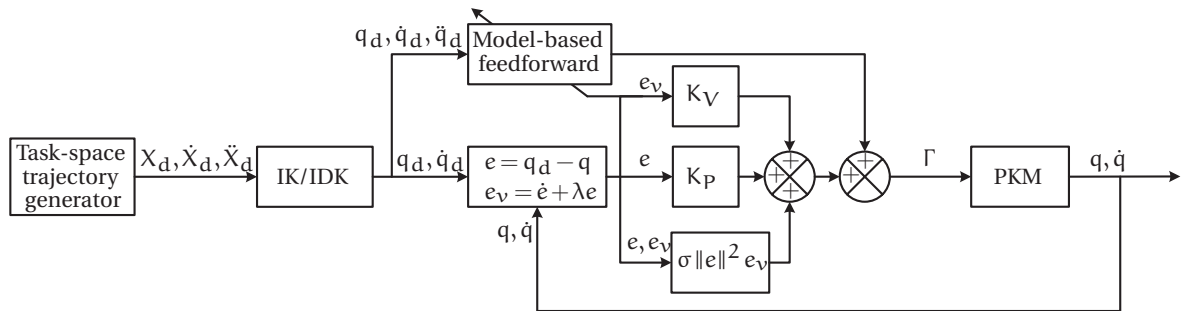 q_d, q̇_d, q̈_d
Model-based
feedforward
e_v
K_V
Task-space
trajectory
generator
X_d, Ẋ_d, Ẍ_d
IK/IDK
q_d, q̇_d
e = q_d − q
e_v = ė + λe
e
K_P
+
+
+
+
+
Γ
PKM
q, q̇
q, q̇
e, e_v
σ‖e‖² e_v